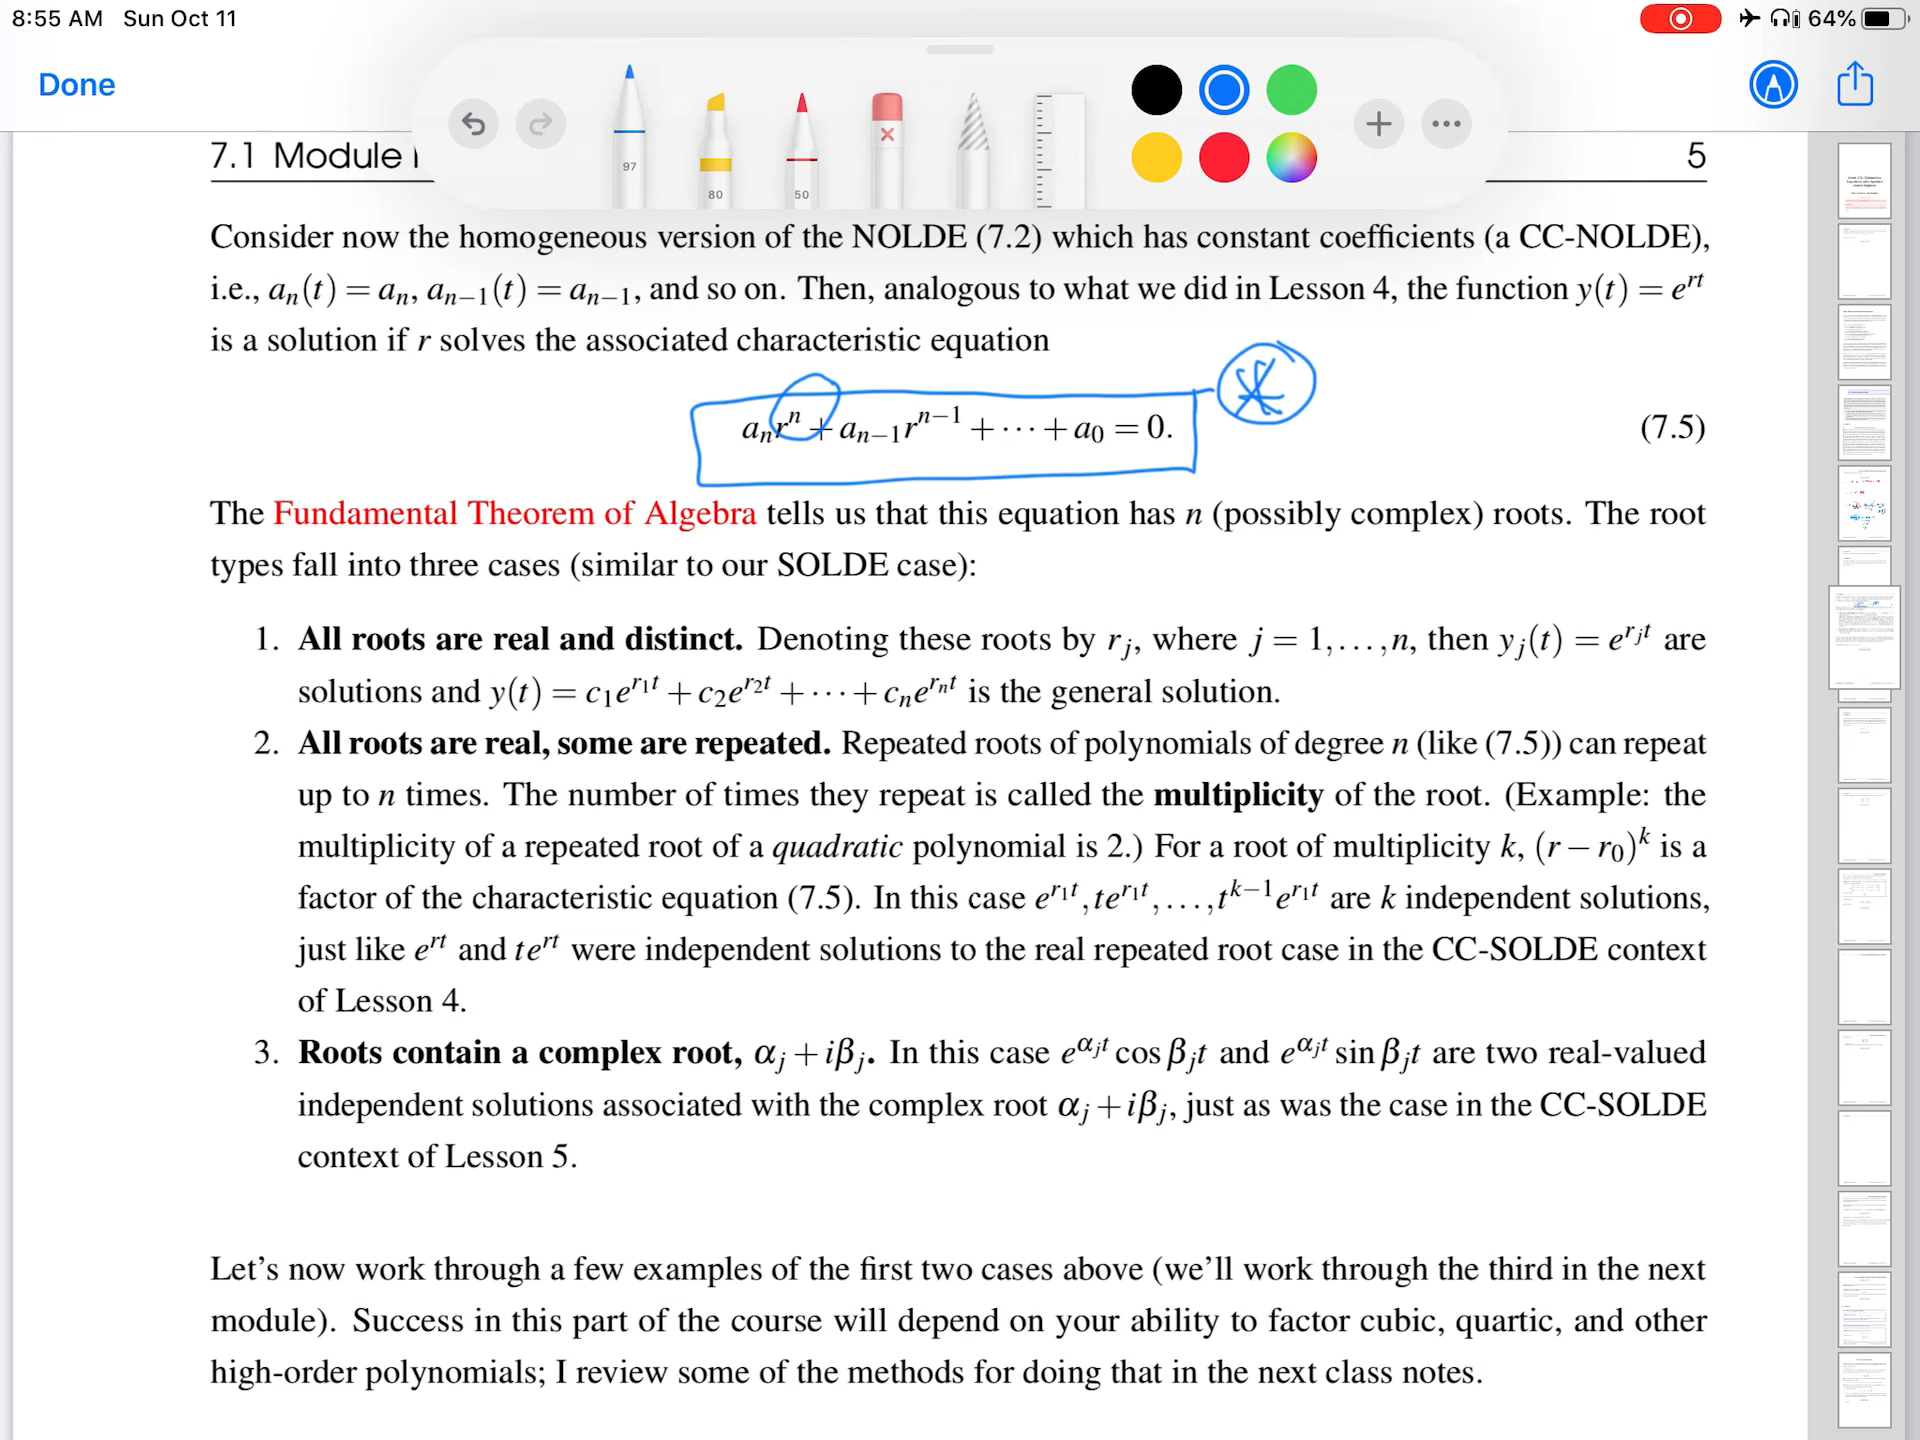 8:55 AM Sun Oct 11
64%
Done
97
80
50
7.1 Module
5
Consider now the homogeneous version of the NOLDE (7.2) which has constant coefficients (a CC-NOLDE),
i.e., aₙ(t) = aₙ, aₙ₋₁(t) = aₙ₋₁, and so on. Then, analogous to what we did in Lesson 4, the function y(t) = e^{rt}
is a solution if r solves the associated characteristic equation
aₙrⁿ + aₙ₋₁rⁿ⁻¹ + ⋯ + a₀ = 0. (7.5)
The Fundamental Theorem of Algebra tells us that this equation has n (possibly complex) roots. The root
types fall into three cases (similar to our SOLDE case):
1. All roots are real and distinct. Denoting these roots by r_j, where j = 1,...,n, then y_j(t) = e^{r_j t} are
solutions and y(t) = c₁e^{r₁t} + c₂e^{r₂t} + ⋯ + cₙe^{rₙt} is the general solution.
2. All roots are real, some are repeated. Repeated roots of polynomials of degree n (like (7.5)) can repeat
up to n times. The number of times they repeat is called the multiplicity of the root. (Example: the
multiplicity of a repeated root of a quadratic polynomial is 2.) For a root of multiplicity k, (r − r₀)^k is a
factor of the characteristic equation (7.5). In this case e^{r₁t}, te^{r₁t}, ..., t^{k−1}e^{r₁t} are k independent solutions,
just like e^{rt} and te^{rt} were independent solutions to the real repeated root case in the CC-SOLDE context
of Lesson 4.
3. Roots contain a complex root, α_j + iβ_j. In this case e^{α_j t} cos β_j t and e^{α_j t} sin β_j t are two real-valued
independent solutions associated with the complex root α_j + iβ_j, just as was the case in the CC-SOLDE
context of Lesson 5.
Let's now work through a few examples of the first two cases above (we'll work through the third in the next
module). Success in this part of the course will depend on your ability to factor cubic, quartic, and other
high-order polynomials; I review some of the methods for doing that in the next class notes.